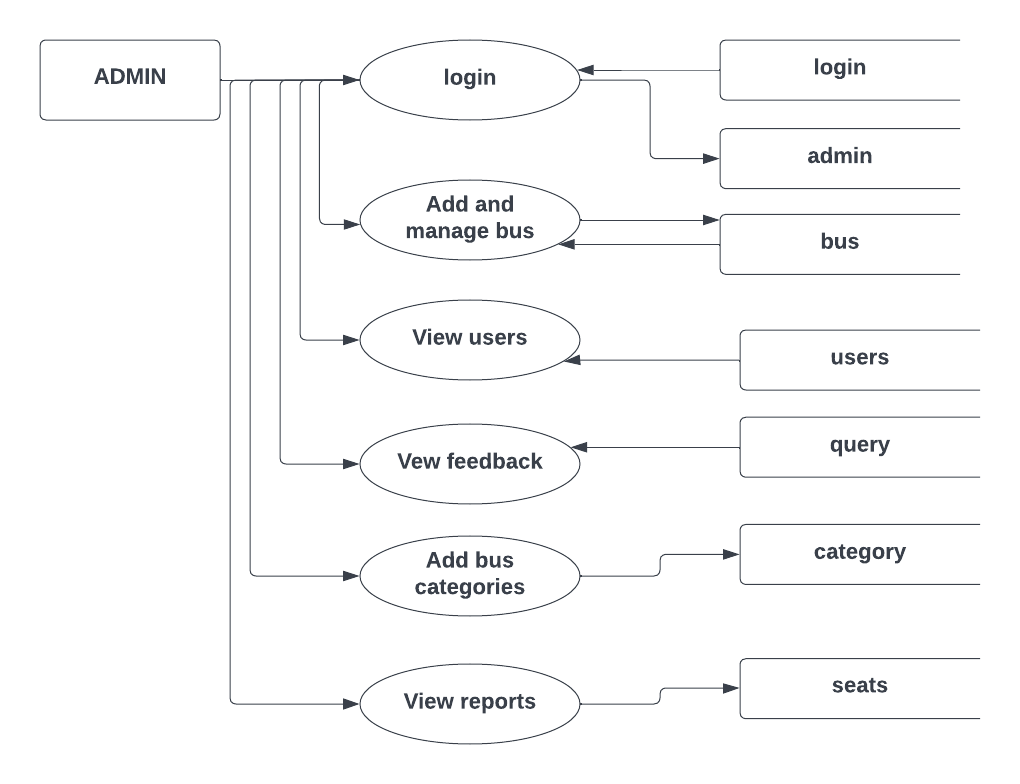 ADMIN
login
login
admin
Add and
manage bus
bus
View users
users
Vew feedback
query
Add bus
categories
category
View reports
seats